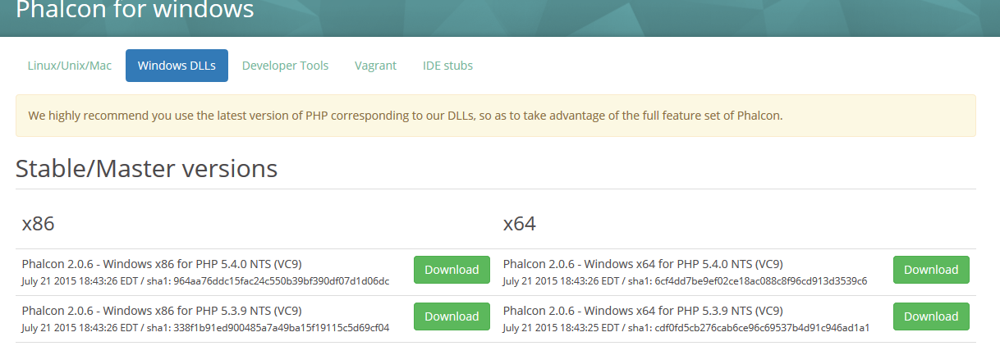 Phalcon for windows
Linux/Unix/Mac Windows DLLs Developer Tools Vagrant IDE stubs
We highly recommend you use the latest version of PHP corresponding to our DLLs, so as to take advantage of the full feature set of Phalcon.
Stable/Master versions
x86 x64
Phalcon 2.0.6 - Windows x86 for PHP 5.4.0 NTS (VC9)
July 21 2015 18:43:26 EDT / sha1: 964aa76ddc15fac24c550b39bf390df07d1d06dc
Download
Phalcon 2.0.6 - Windows x64 for PHP 5.4.0 NTS (VC9)
July 21 2015 18:43:26 EDT / sha1: 6cf4dd7be9ef02ce18ac088c8f96cd913d3539c6
Download
Phalcon 2.0.6 - Windows x86 for PHP 5.3.9 NTS (VC9)
July 21 2015 18:43:26 EDT / sha1: 338f1b91ed900485a7a49ba15f19115c5d69cf04
Download
Phalcon 2.0.6 - Windows x64 for PHP 5.3.9 NTS (VC9)
July 21 2015 18:43:25 EDT / sha1: cdf0fd5cb276cab6ce96c69537b4d91c946ad1a1
Download